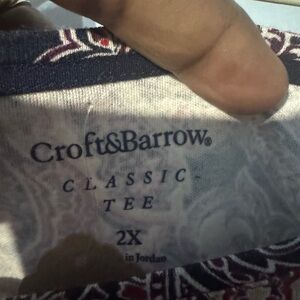 Croft&Barrow®
CLASSIC
TEE
2X
in Jordan